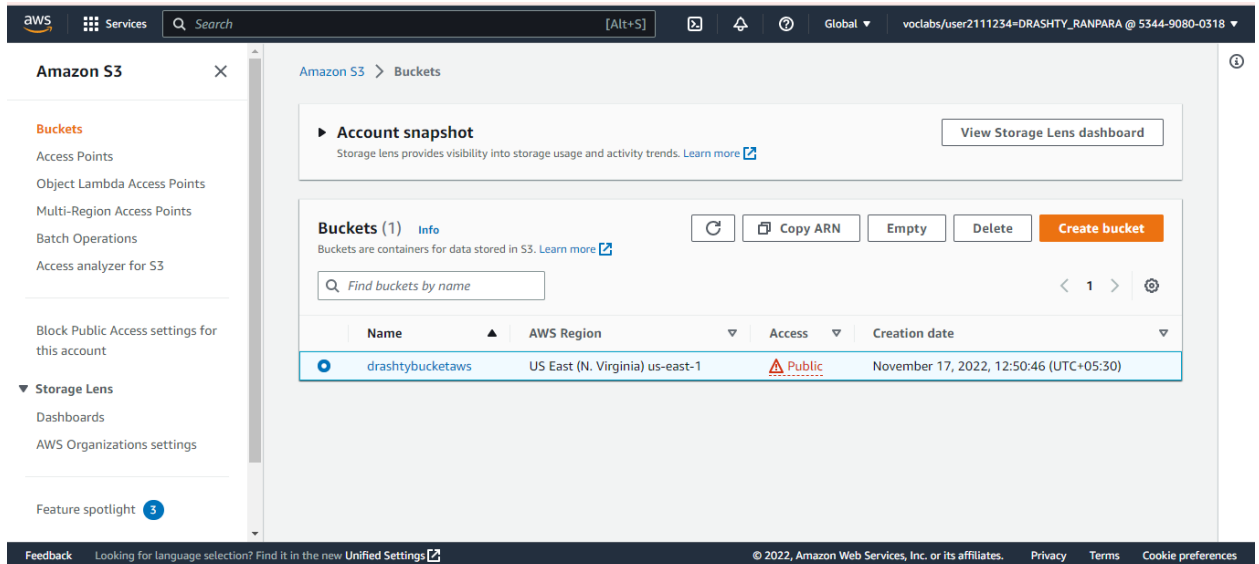 aws Services Search [Alt+S] Global voclabs/user2111234=DRASHTY_RANPARA @ 5344-9080-0318
Amazon S3
Buckets
Access Points
Object Lambda Access Points
Multi-Region Access Points
Batch Operations
Access analyzer for S3
Block Public Access settings for
this account
Storage Lens
Dashboards
AWS Organizations settings
Feature spotlight 3
Amazon S3 > Buckets
Account snapshot
View Storage Lens dashboard
Storage lens provides visibility into storage usage and activity trends. Learn more
Buckets (1) Info
Copy ARN Empty Delete Create bucket
Buckets are containers for data stored in S3. Learn more
Find buckets by name
< 1 >
Name AWS Region Access Creation date
drashtybucketaws US East (N. Virginia) us-east-1 Public November 17, 2022, 12:50:46 (UTC+05:30)
Feedback Looking for language selection? Find it in the new Unified Settings © 2022, Amazon Web Services, Inc. or its affiliates. Privacy Terms Cookie preferences